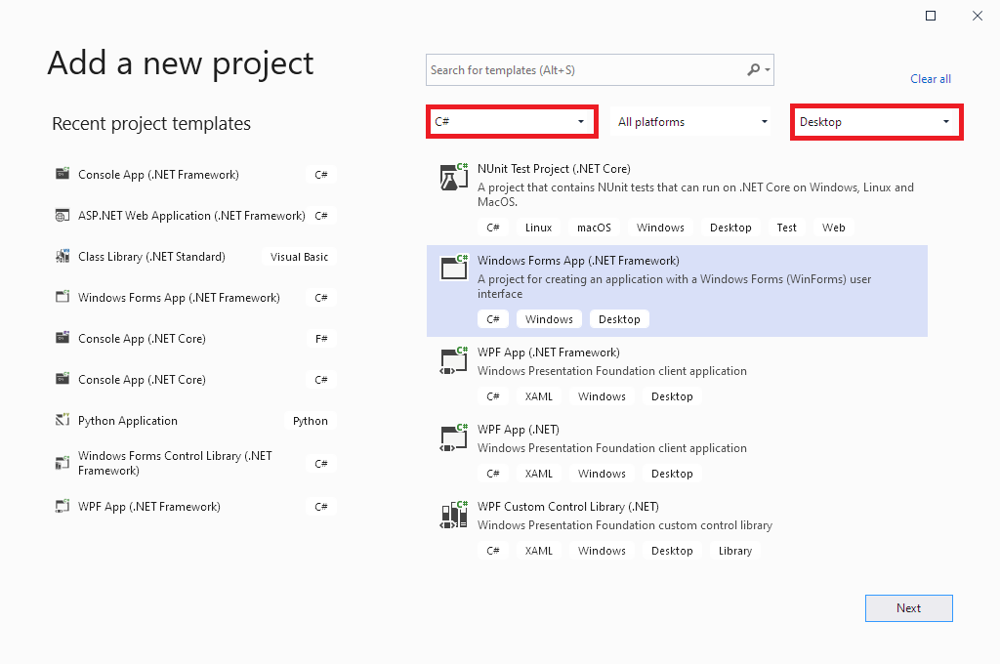 Add a new project
Search for templates (Alt+S)
Clear all
C#
All platforms
Desktop
Recent project templates
Console App (.NET Framework) C#
ASP.NET Web Application (.NET Framework) C#
Class Library (.NET Standard) Visual Basic
Windows Forms App (.NET Framework) C#
Console App (.NET Core) F#
Console App (.NET Core) C#
Python Application Python
Windows Forms Control Library (.NET
Framework) C#
WPF App (.NET Framework) C#
C# NUnit Test Project (.NET Core)
A project that contains NUnit tests that can run on .NET Core on Windows, Linux and
MacOS.
C# Linux macOS Windows Desktop Test Web
C# Windows Forms App (.NET Framework)
A project for creating an application with a Windows Forms (WinForms) user
interface
C# Windows Desktop
C# WPF App (.NET Framework)
Windows Presentation Foundation client application
C# XAML Windows Desktop
C# WPF App (.NET)
Windows Presentation Foundation client application
C# XAML Windows Desktop
C# WPF Custom Control Library (.NET)
Windows Presentation Foundation custom control library
C# XAML Windows Desktop Library
Next